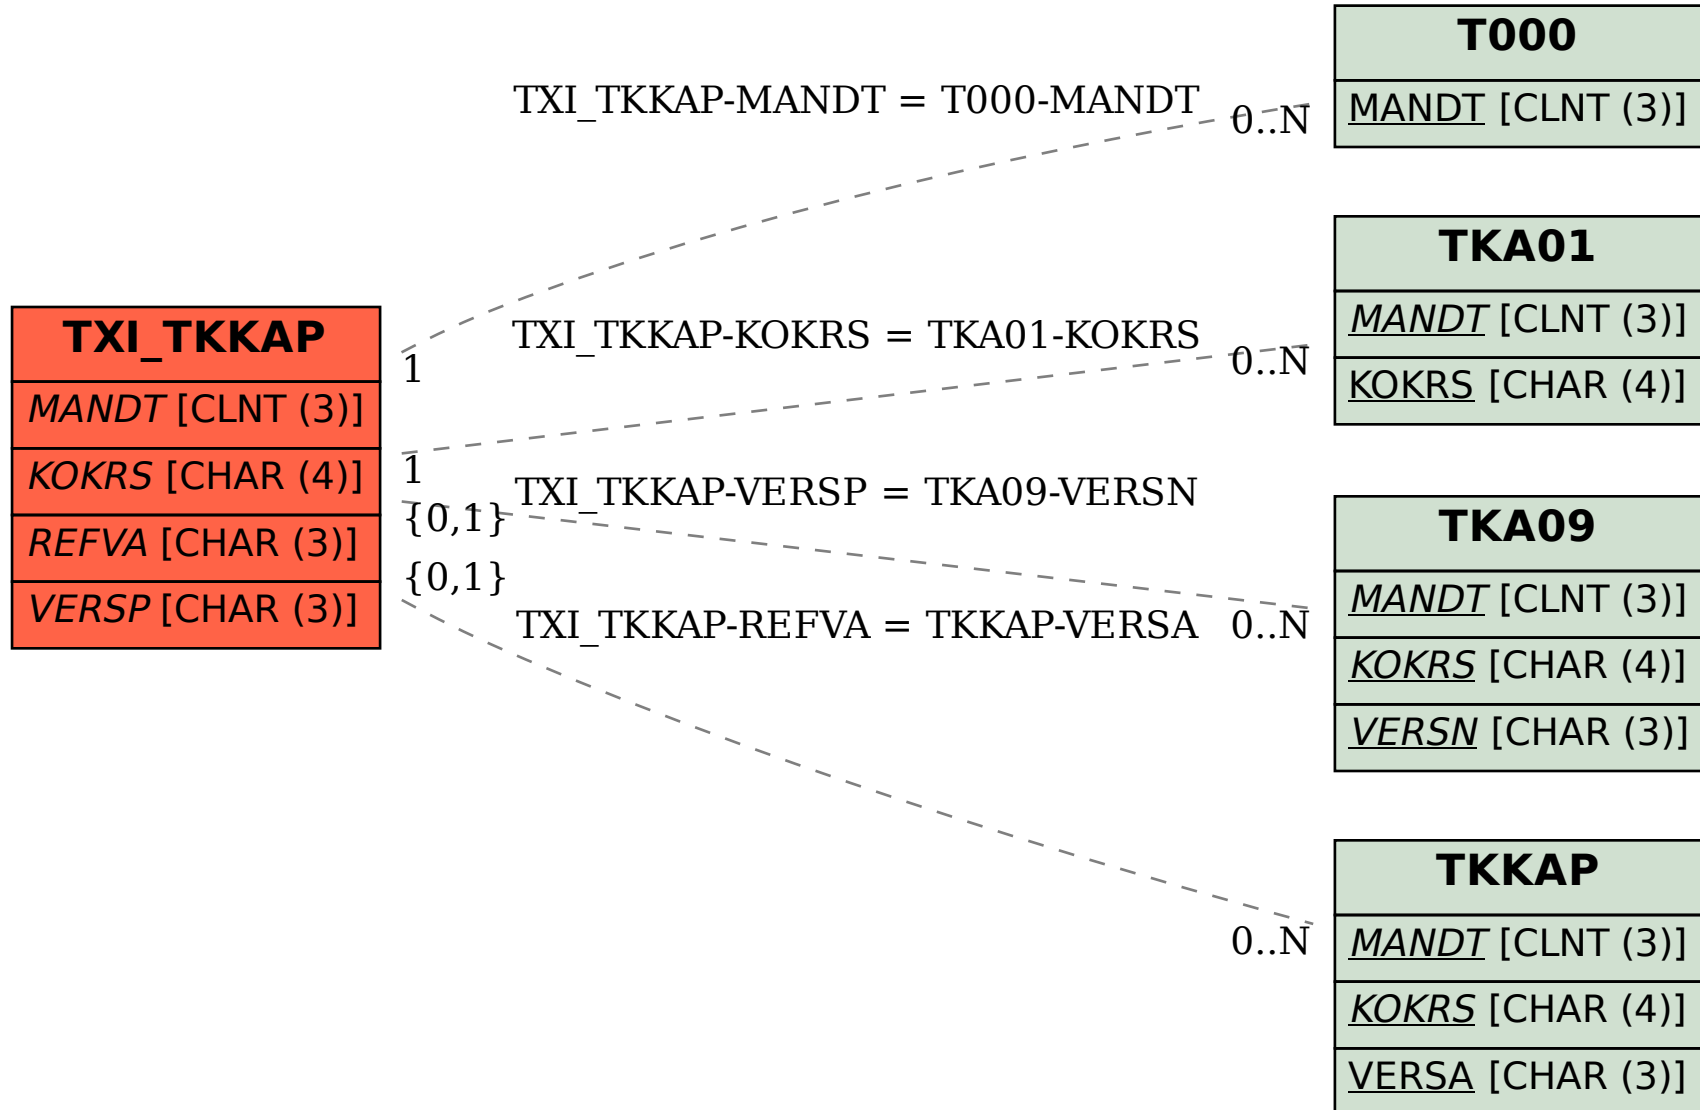 TXI_TKKAP
MANDT [CLNT (3)]
KOKRS [CHAR (4)]
REFVA [CHAR (3)]
VERSP [CHAR (3)]
TXI_TKKAP-MANDT = T000-MANDT
1
0..N
TXI_TKKAP-KOKRS = TKA01-KOKRS
1
0..N
TXI_TKKAP-VERSP = TKA09-VERSN
{0,1}
0..N
TXI_TKKAP-REFVA = TKKAP-VERSA
{0,1}
0..N
T000
MANDT [CLNT (3)]
TKA01
MANDT [CLNT (3)]
KOKRS [CHAR (4)]
TKA09
MANDT [CLNT (3)]
KOKRS [CHAR (4)]
VERSN [CHAR (3)]
TKKAP
MANDT [CLNT (3)]
KOKRS [CHAR (4)]
VERSA [CHAR (3)]